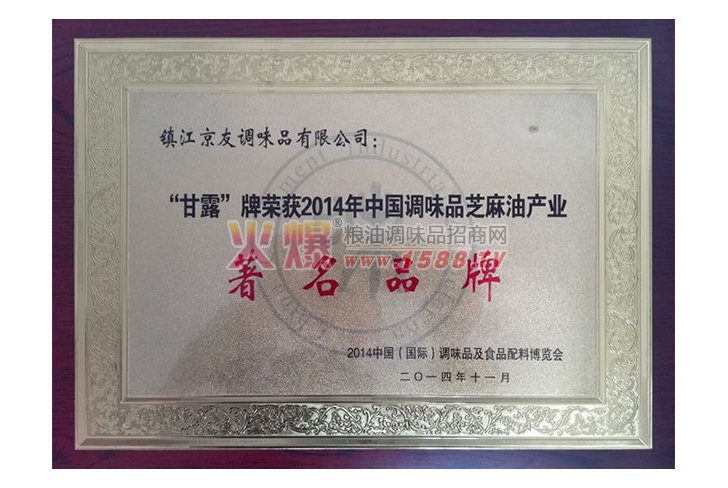 镇江京友调味品有限公司：
“甘露”牌荣获2014年中国调味品芝麻油产业
火爆® 粮油调味品招商网
www.1588.tv
著名品牌
2014中国（国际）调味品及食品配料博览会
二〇一四年十一月